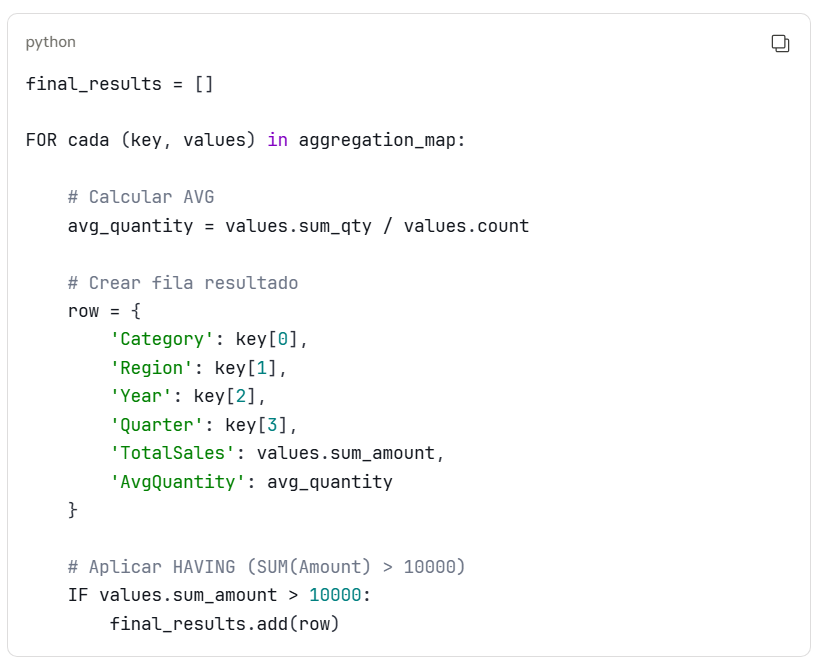 python
final_results = []
FOR cada (key, values) in aggregation_map:
# Calcular AVG
avg_quantity = values.sum_qty / values.count
# Crear fila resultado
row = {
'Category': key[0],
'Region': key[1],
'Year': key[2],
'Quarter': key[3],
'TotalSales': values.sum_amount,
'AvgQuantity': avg_quantity
}
# Aplicar HAVING (SUM(Amount) > 10000)
IF values.sum_amount > 10000:
final_results.add(row)